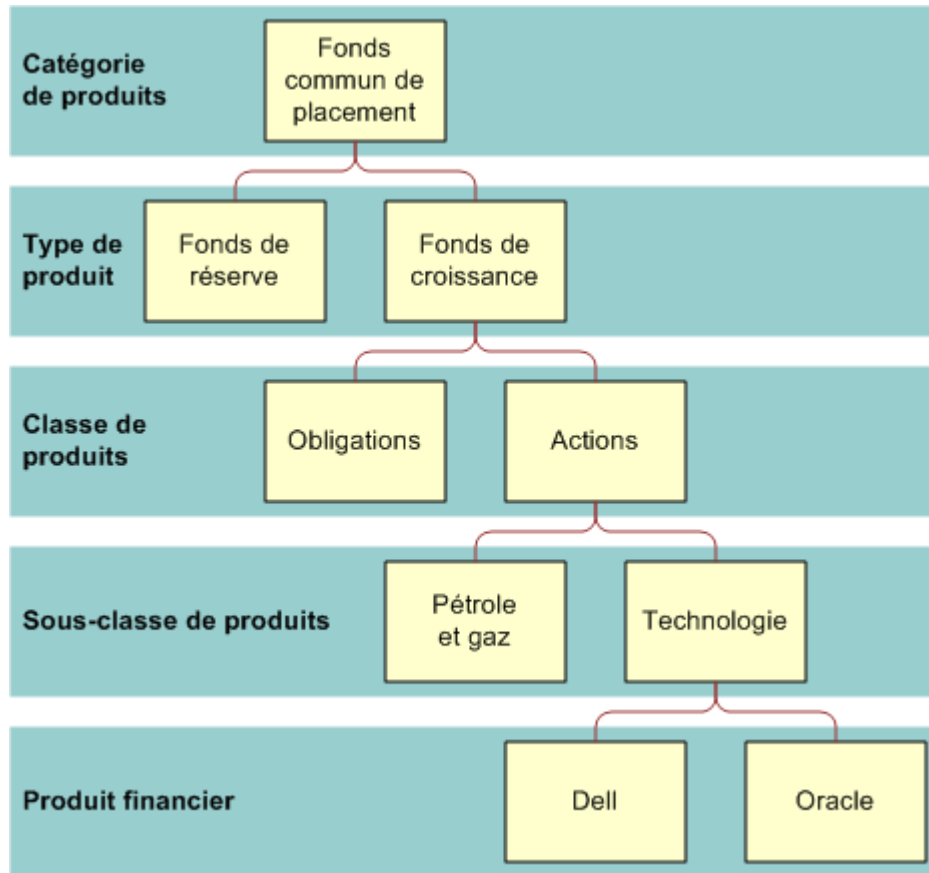 Catégorie
de produits
Fonds
commun de
placement
Type de
produit
Fonds de
réserve
Fonds de
croissance
Classe de
produits
Obligations
Actions
Sous-classe de produits
Pétrole
et gaz
Technologie
Produit financier
Dell
Oracle